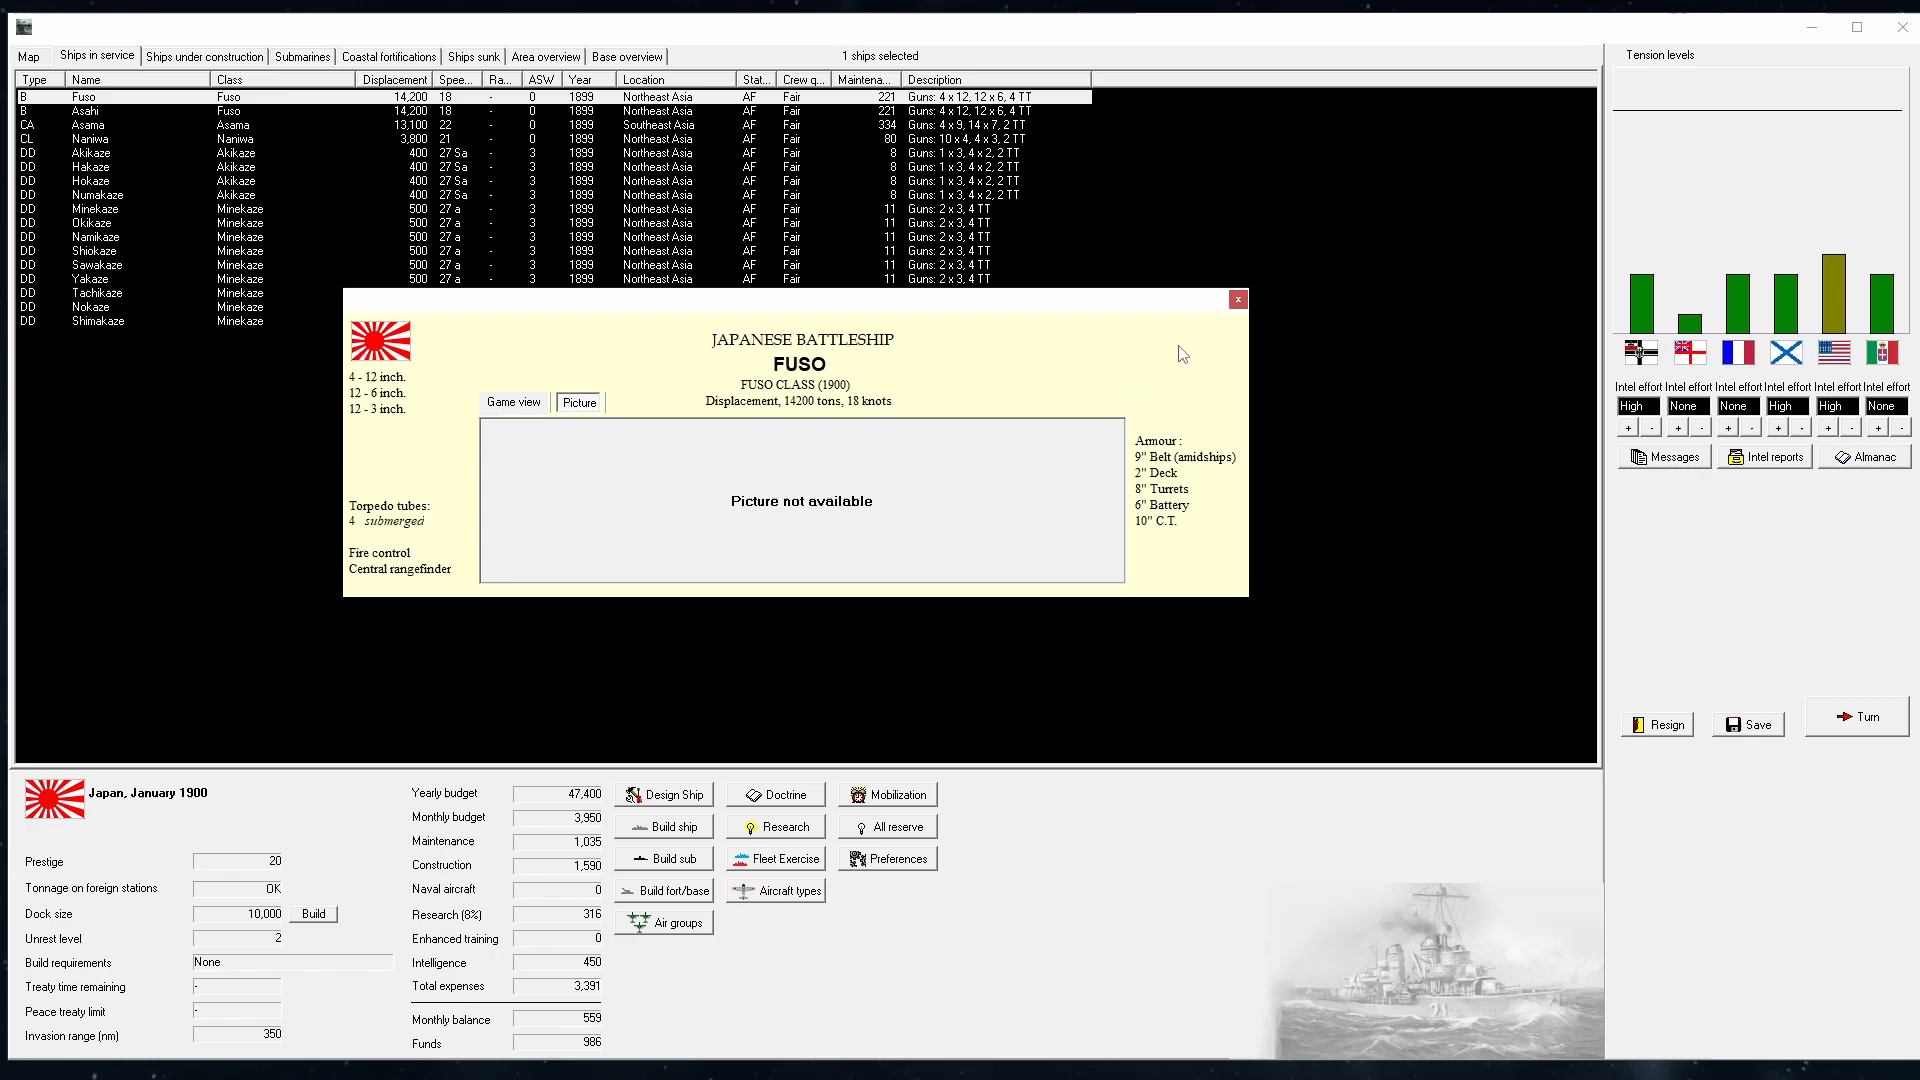 Map Ships in service Ships under construction Submarines Coastal fortifications Ships sunk Area overview Base overview 1 ships selected Tension levels
Type Name Class Displacement Spee... Ra... ASW Year Location Stat... Crew q... Maintena... Description
B Fuso Fuso 14,200 18 - 0 1899 Northeast Asia AF Fair 221 Guns: 4 x 12, 12 x 6, 4 TT
B Asahi Fuso 14,200 18 - 0 1899 Northeast Asia AF Fair 221 Guns: 4 x 12, 12 x 6, 4 TT
CA Asama Asama 13,100 22 - 0 1899 Southeast Asia AF Fair 334 Guns: 4 x 9, 14 x 7, 2 TT
CL Naniwa Naniwa 3,800 21 - 0 1899 Northeast Asia AF Fair 80 Guns: 10 x 4, 4 x 3, 2 TT
DD Akikaze Akikaze 400 27 Sa - 3 1899 Northeast Asia AF Fair 8 Guns: 1 x 3, 4 x 2, 2 TT
DD Hakaze Akikaze 400 27 Sa - 3 1899 Northeast Asia AF Fair 8 Guns: 1 x 3, 4 x 2, 2 TT
DD Hokaze Akikaze 400 27 Sa - 3 1899 Northeast Asia AF Fair 8 Guns: 1 x 3, 4 x 2, 2 TT
DD Numakaze Akikaze 400 27 Sa - 3 1899 Northeast Asia AF Fair 8 Guns: 1 x 3, 4 x 2, 2 TT
DD Minekaze Minekaze 500 27 a - 3 1899 Northeast Asia AF Fair 11 Guns: 2 x 3, 4 TT
DD Okikaze Minekaze 500 27 a - 3 1899 Northeast Asia AF Fair 11 Guns: 2 x 3, 4 TT
DD Namikaze Minekaze 500 27 a - 3 1899 Northeast Asia AF Fair 11 Guns: 2 x 3, 4 TT
DD Shiokaze Minekaze 500 27 a - 3 1899 Northeast Asia AF Fair 11 Guns: 2 x 3, 4 TT
DD Sawakaze Minekaze 500 27 a - 3 1899 Northeast Asia AF Fair 11 Guns: 2 x 3, 4 TT
DD Yakaze Minekaze 500 27 a - 3 1899 Northeast Asia AF Fair 11 Guns: 2 x 3, 4 TT
DD Tachikaze Minekaze
DD Nokaze Minekaze
DD Shimakaze Minekaze
JAPANESE BATTLESHIP
FUSO
FUSO CLASS (1900)
Displacement, 14200 tons, 18 knots
4 - 12 inch.
12 - 6 inch.
12 - 3 inch.
Game view Picture
Picture not available
Torpedo tubes:
4 submerged
Fire control
Central rangefinder
Armour :
9" Belt (amidships)
2" Deck
8" Turrets
6" Battery
10" C.T.
Intel effort Intel effort Intel effort Intel effort Intel effort Intel effort
High None None High High None
+ - + - + - + - + - + -
Messages Intel reports Almanac
Resign Save Turn
Japan, January 1900
Prestige 20
Tonnage on foreign stations OK
Dock size 10,000 Build
Unrest level 2
Build requirements None
Treaty time remaining -
Peace treaty limit -
Invasion range (nm) 350
Yearly budget 47,400
Monthly budget 3,950
Maintenance 1,035
Construction 1,590
Naval aircraft 0
Research (8%) 316
Enhanced training 0
Intelligence 450
Total expenses 3,391
Monthly balance 559
Funds 986
Design Ship Doctrine Mobilization
Build ship Research All reserve
Build sub Fleet Exercise Preferences
Build fort/base Aircraft types
Air groups